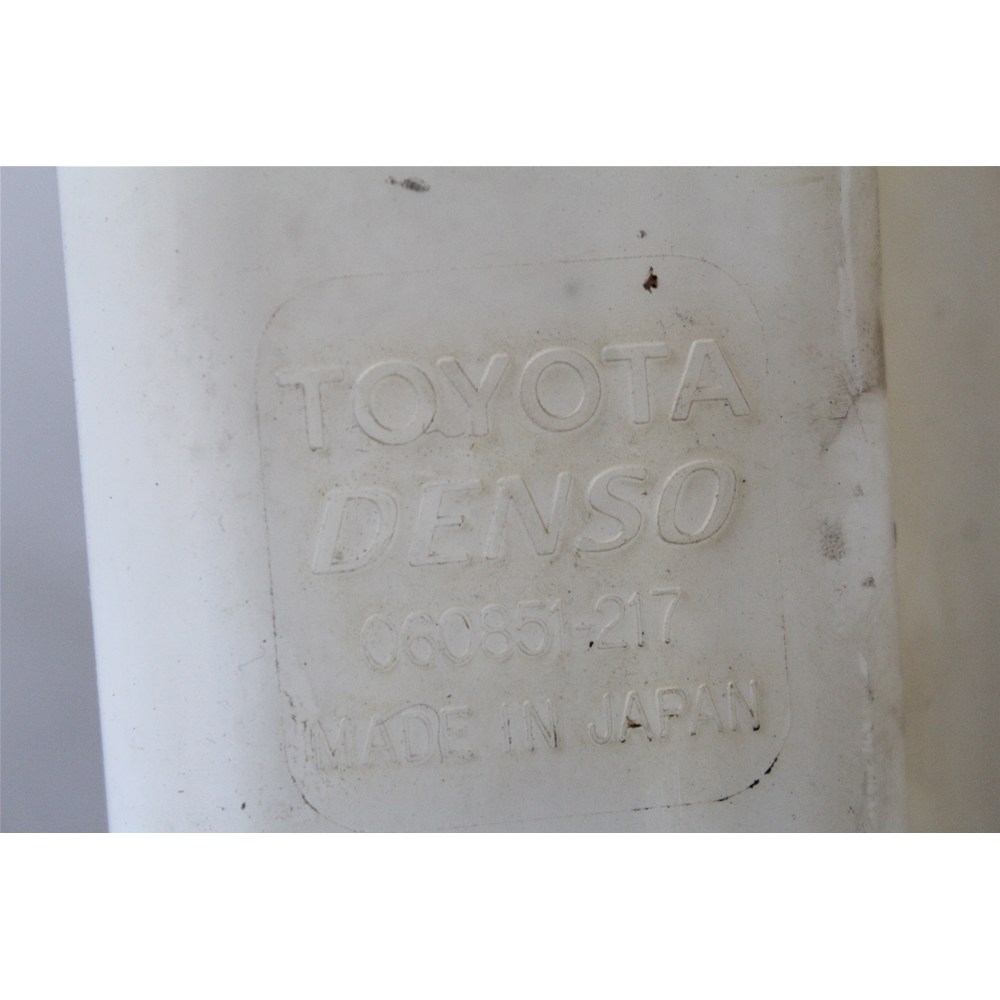 TOYOTA
DENSO
060851-217
MADE IN JAPAN